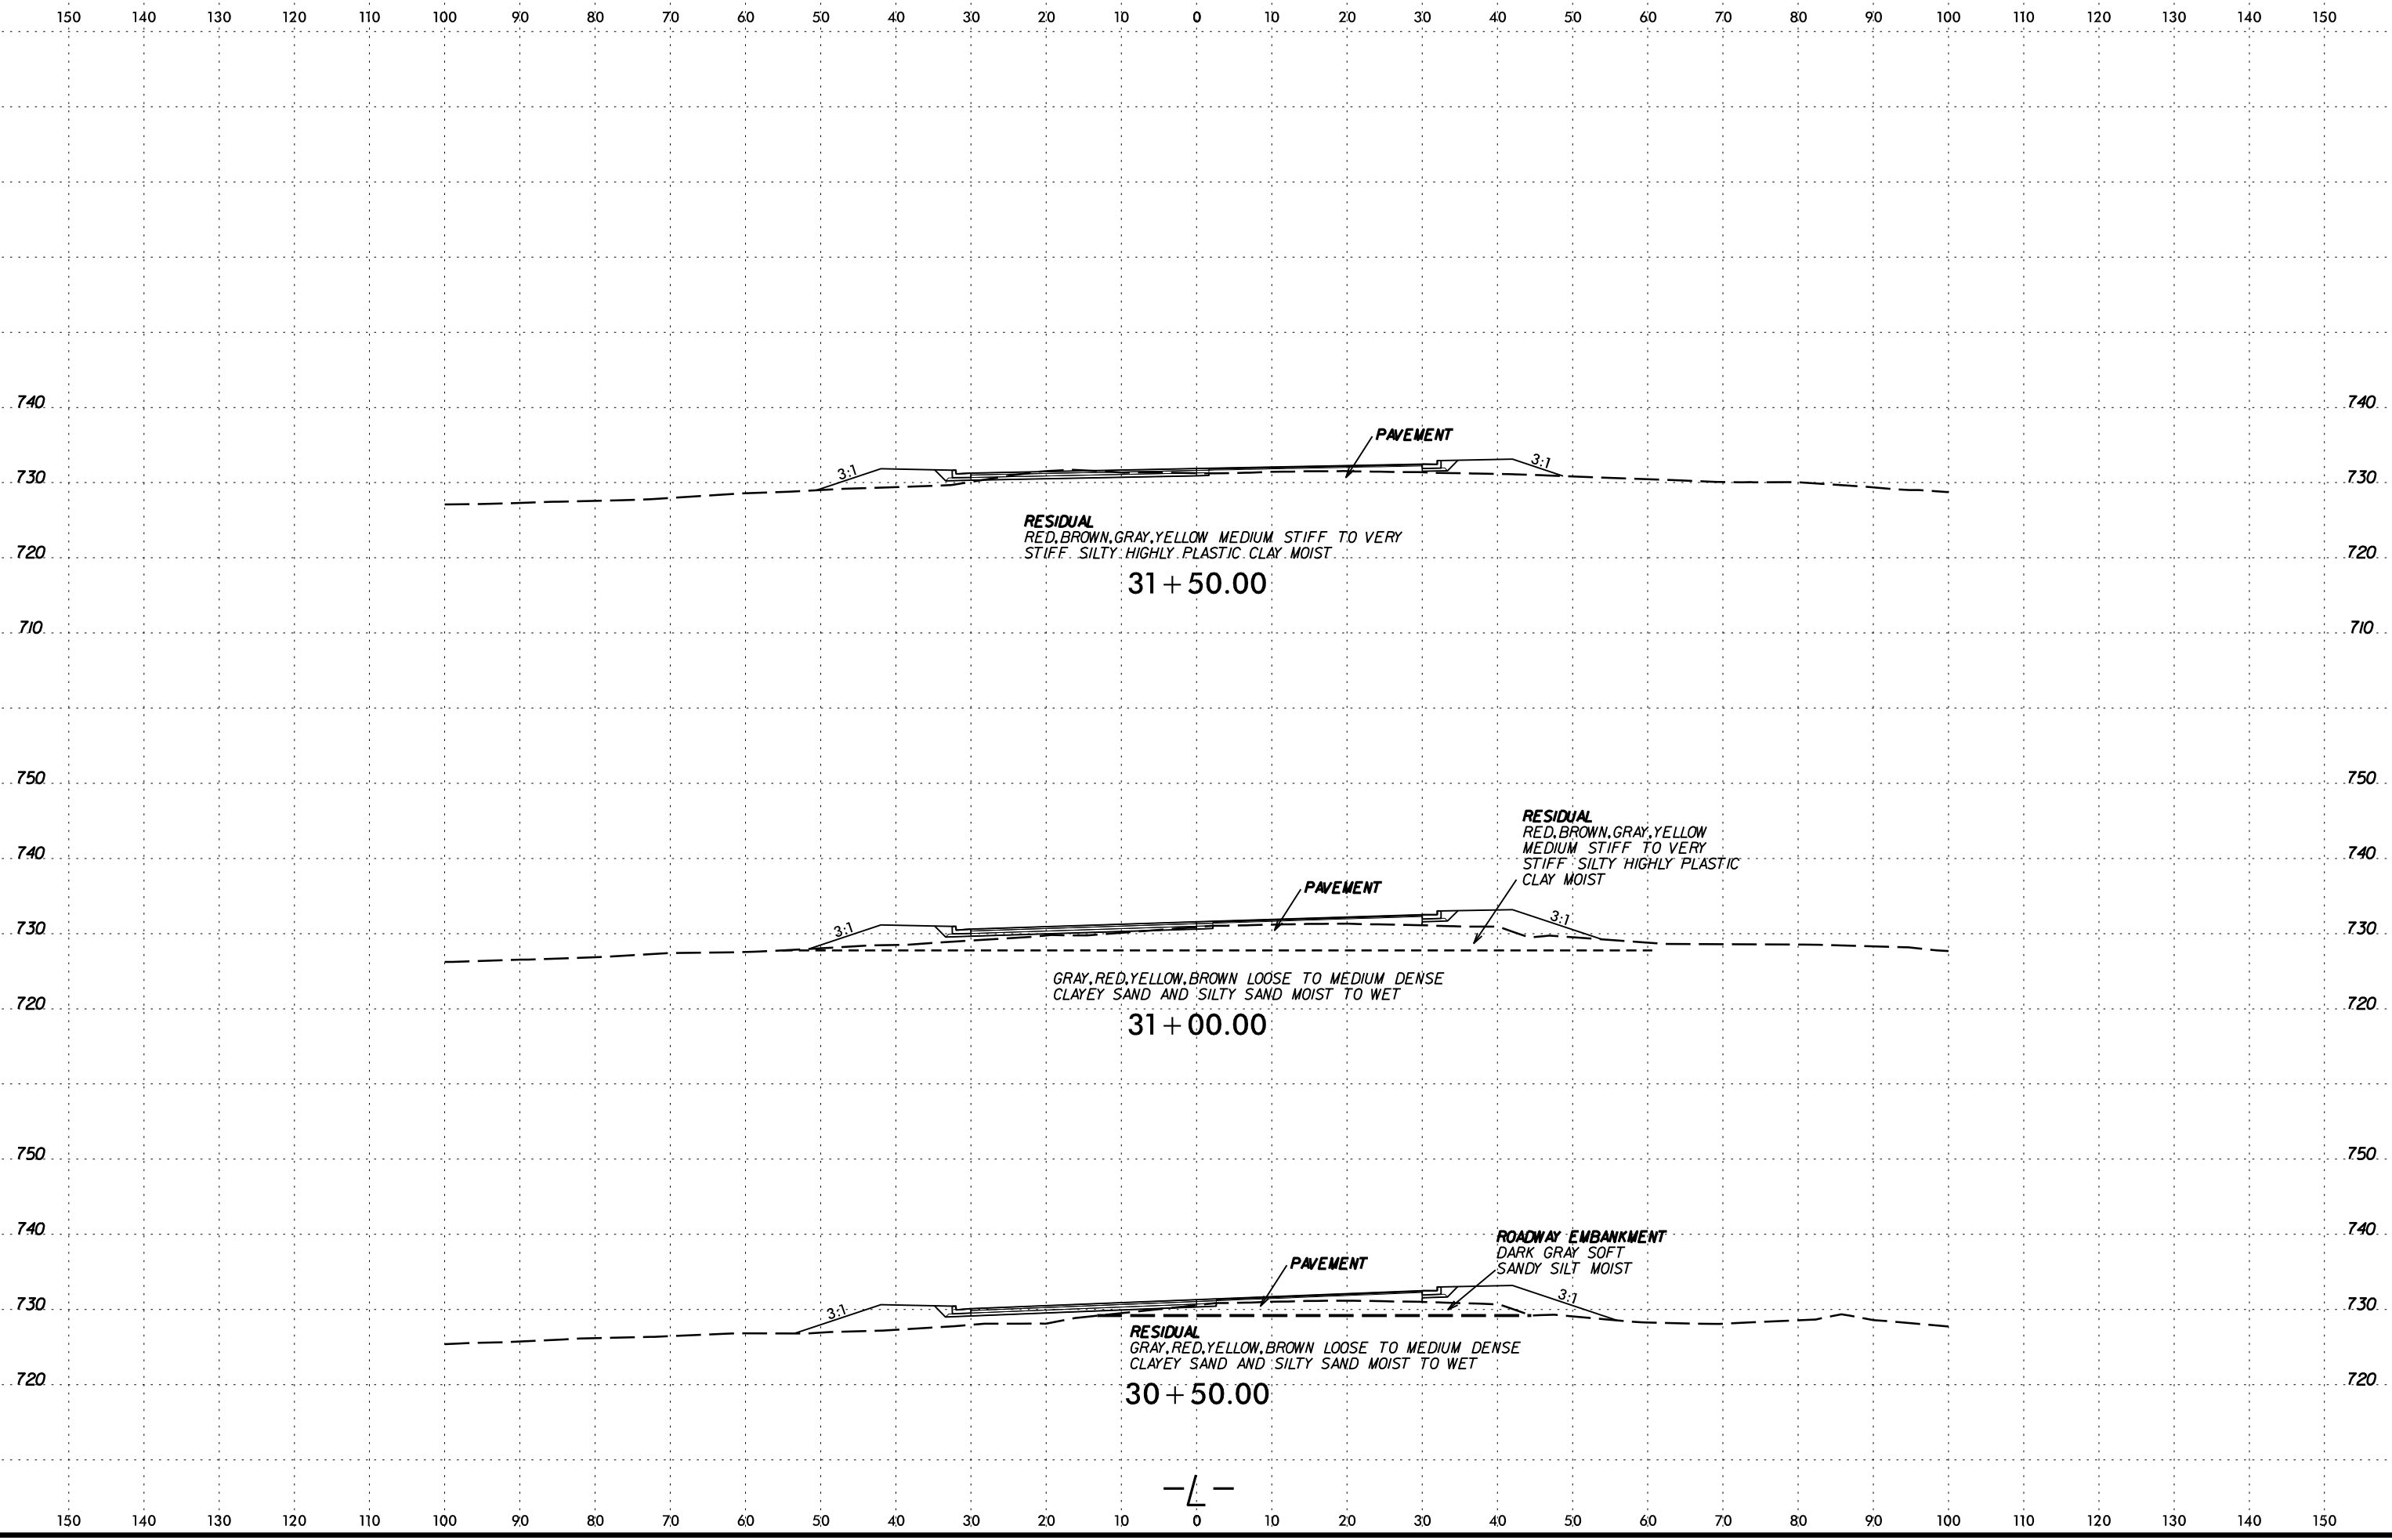 150 140 130 120 110 100 90 80 70 60 50 40 30 20 10 0 10 20 30 40 50 60 70 80 90 100 110 120 130 140 150
740 740
PAVEMENT
3:1 3:1
730 730
RESIDUAL
RED,BROWN,GRAY,YELLOW MEDIUM STIFF TO VERY
STIFF SILTY HIGHLY PLASTIC CLAY MOIST
720 720
31+50.00
710 710
750 750
RESIDUAL
RED,BROWN,GRAY,YELLOW
MEDIUM STIFF TO VERY
STIFF SILTY HIGHLY PLASTIC
CLAY MOIST
740 740
PAVEMENT
3:1 3:1
730 730
GRAY,RED,YELLOW,BROWN LOOSE TO MEDIUM DENSE
CLAYEY SAND AND SILTY SAND MOIST TO WET
720 720
31+00.00
750 750
740 740
ROADWAY EMBANKMENT
DARK GRAY SOFT
SANDY SILT MOIST
PAVEMENT
3:1 3:1
730 730
RESIDUAL
GRAY,RED,YELLOW,BROWN LOOSE TO MEDIUM DENSE
CLAYEY SAND AND SILTY SAND MOIST TO WET
720 720
30+50.00
-L-
150 140 130 120 110 100 90 80 70 60 50 40 30 20 10 0 10 20 30 40 50 60 70 80 90 100 110 120 130 140 150